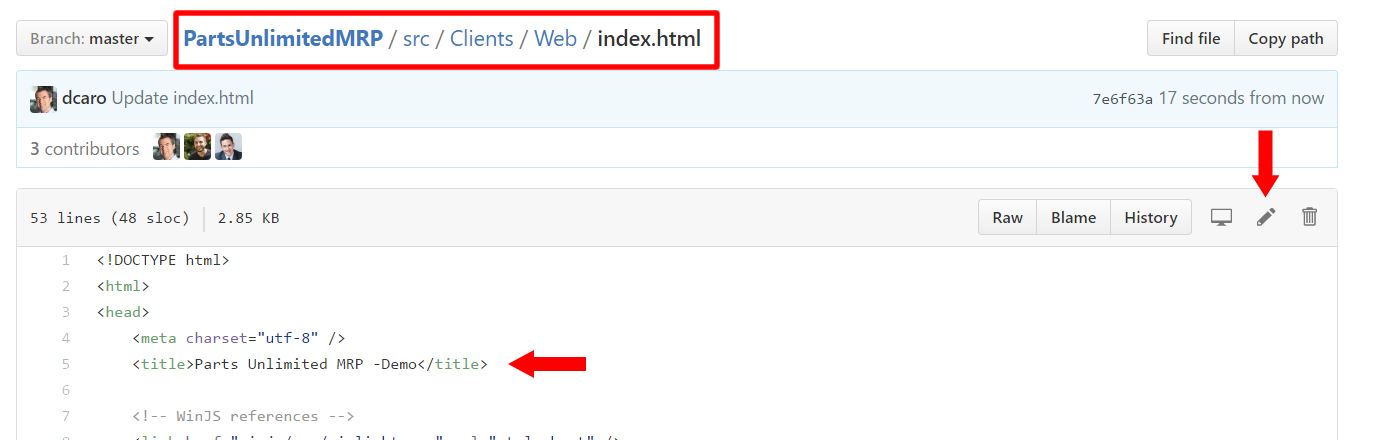 Branch: master PartsUnlimitedMRP / src / Clients / Web / index.html Find file Copy path
dcaro Update index.html 7e6f63a 17 seconds from now
3 contributors
53 lines (48 sloc) 2.85 KB Raw Blame History
1 <!DOCTYPE html>
2 <html>
3 <head>
4 <meta charset="utf-8" />
5 <title>Parts Unlimited MRP -Demo</title>
6
7 <!-- WinJS references -->